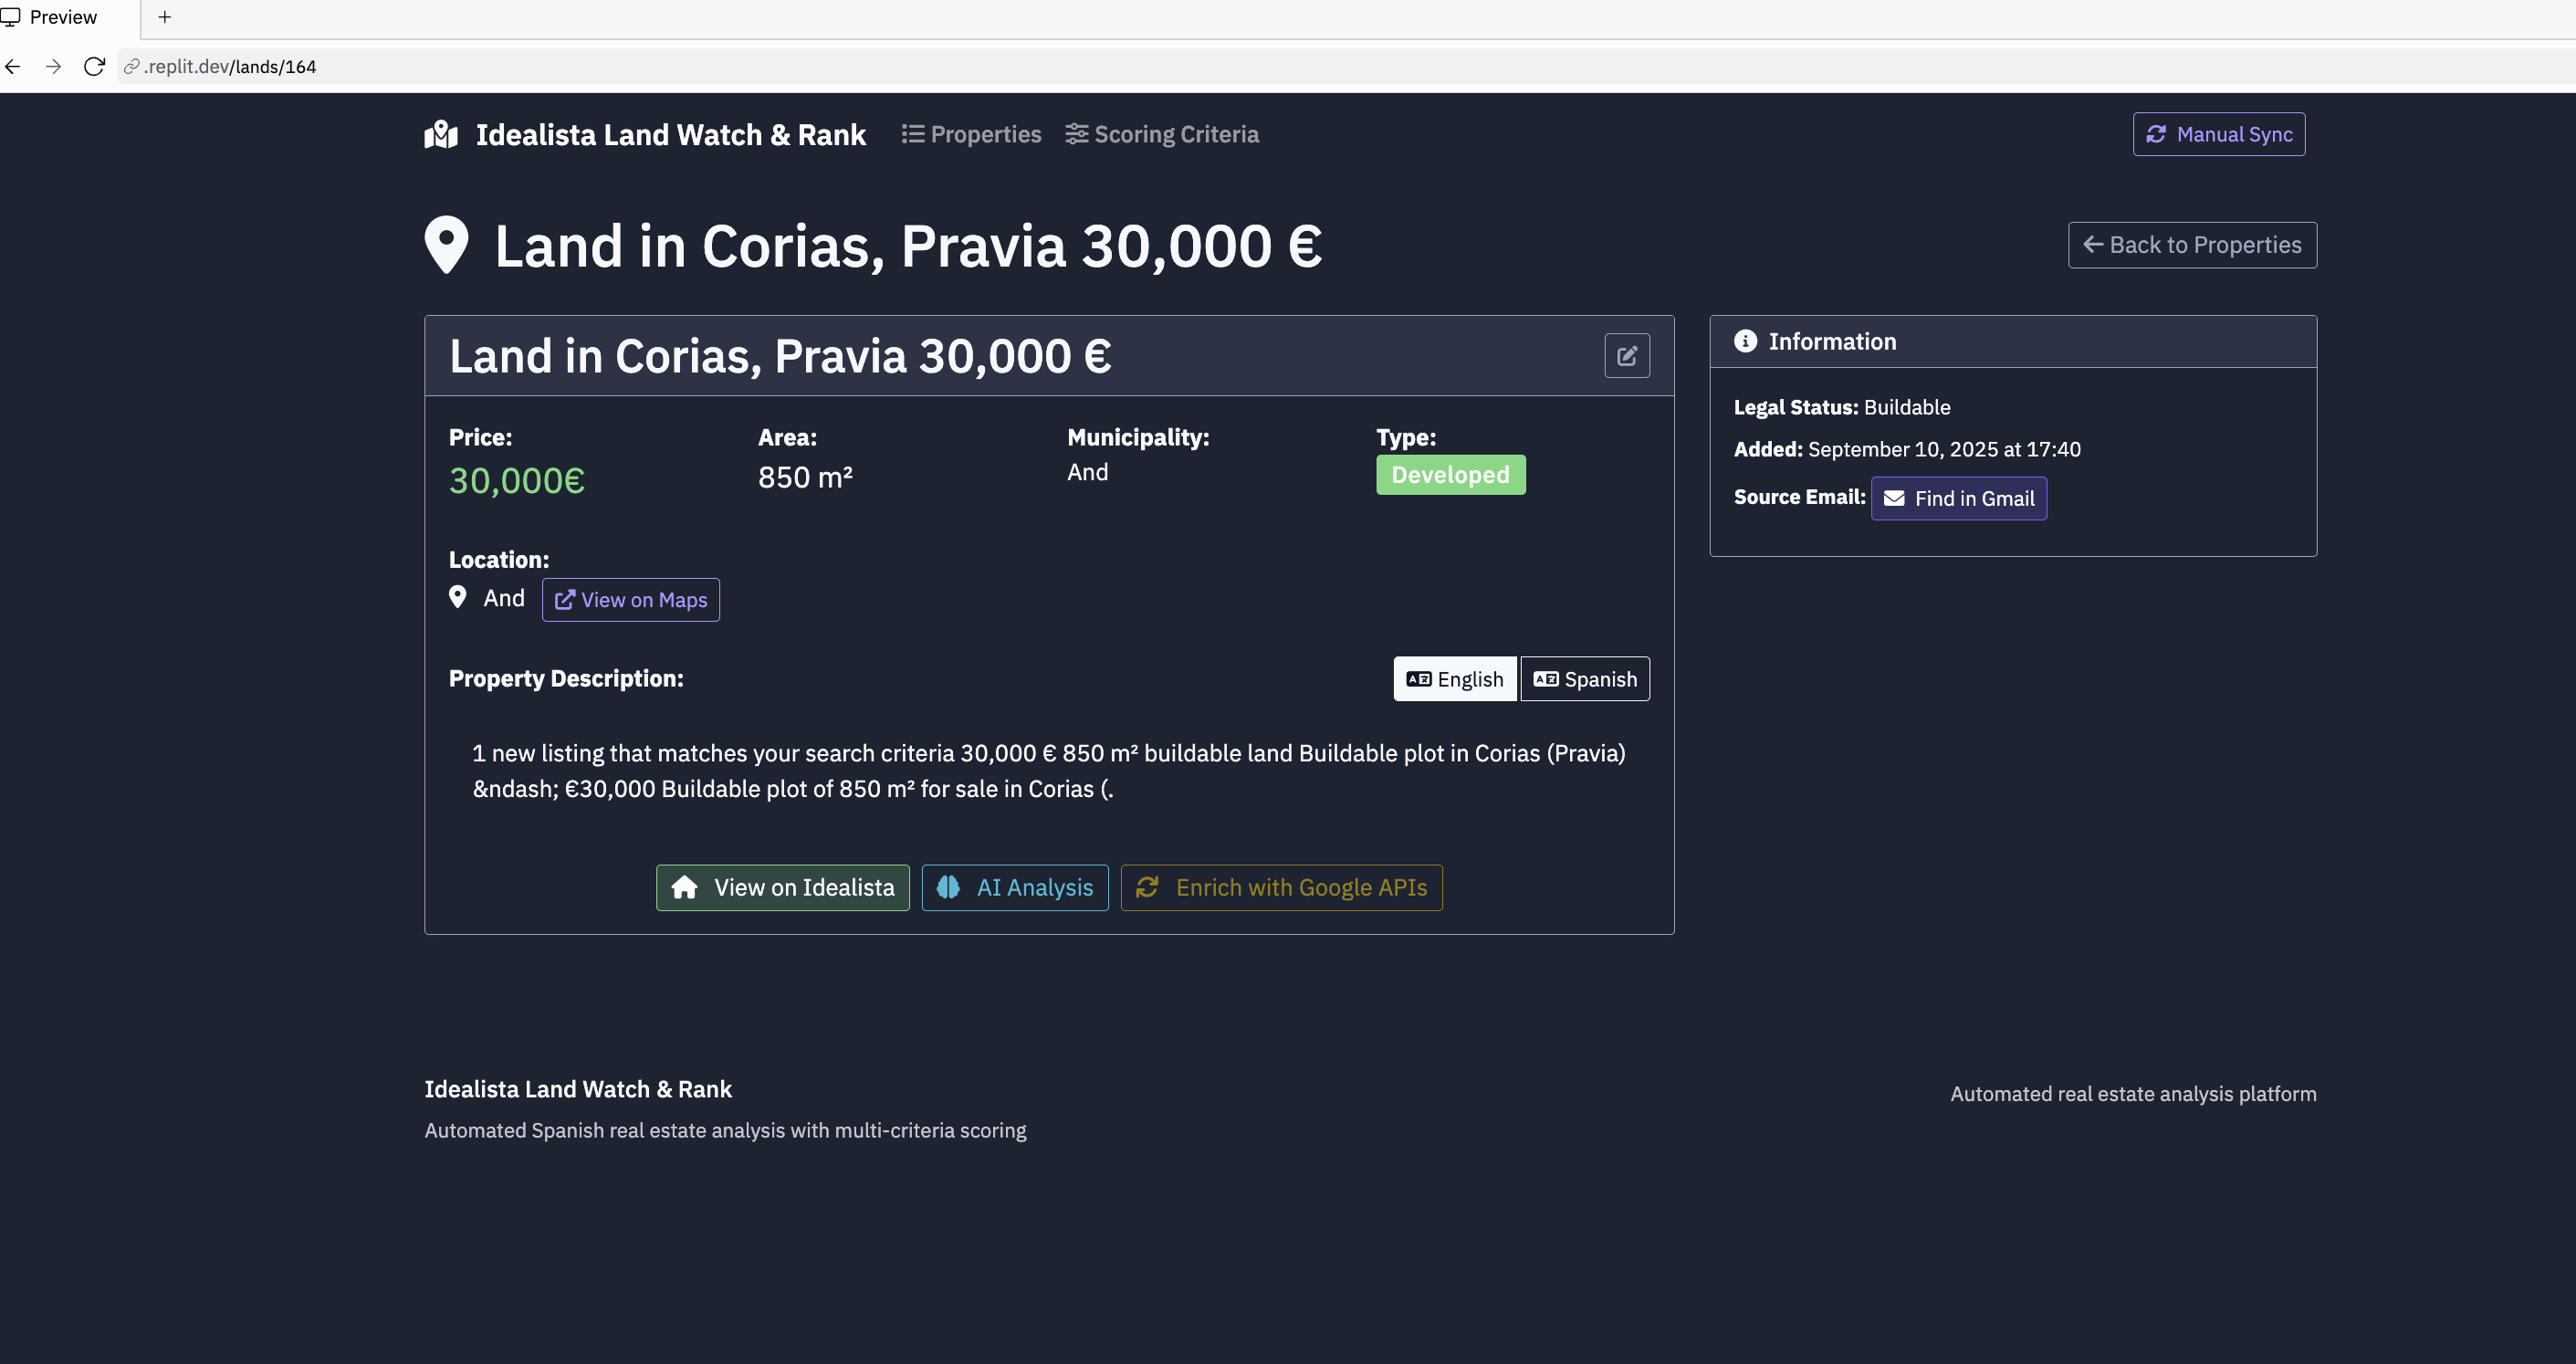 Preview
+
.replit.dev/lands/164
Idealista Land Watch & Rank Properties Scoring Criteria Manual Sync
Land in Corias, Pravia 30,000 €
Back to Properties
Land in Corias, Pravia 30,000 €
Price: Area: Municipality: Type:
30,000€ 850 m² And Developed
Location:
And View on Maps
Property Description: English Spanish
1 new listing that matches your search criteria 30,000 € 850 m² buildable land Buildable plot in Corias (Pravia)
&ndash; €30,000 Buildable plot of 850 m² for sale in Corias (.
View on Idealista AI Analysis Enrich with Google APIs
Information
Legal Status: Buildable
Added: September 10, 2025 at 17:40
Source Email: Find in Gmail
Idealista Land Watch & Rank
Automated Spanish real estate analysis with multi-criteria scoring
Automated real estate analysis platform